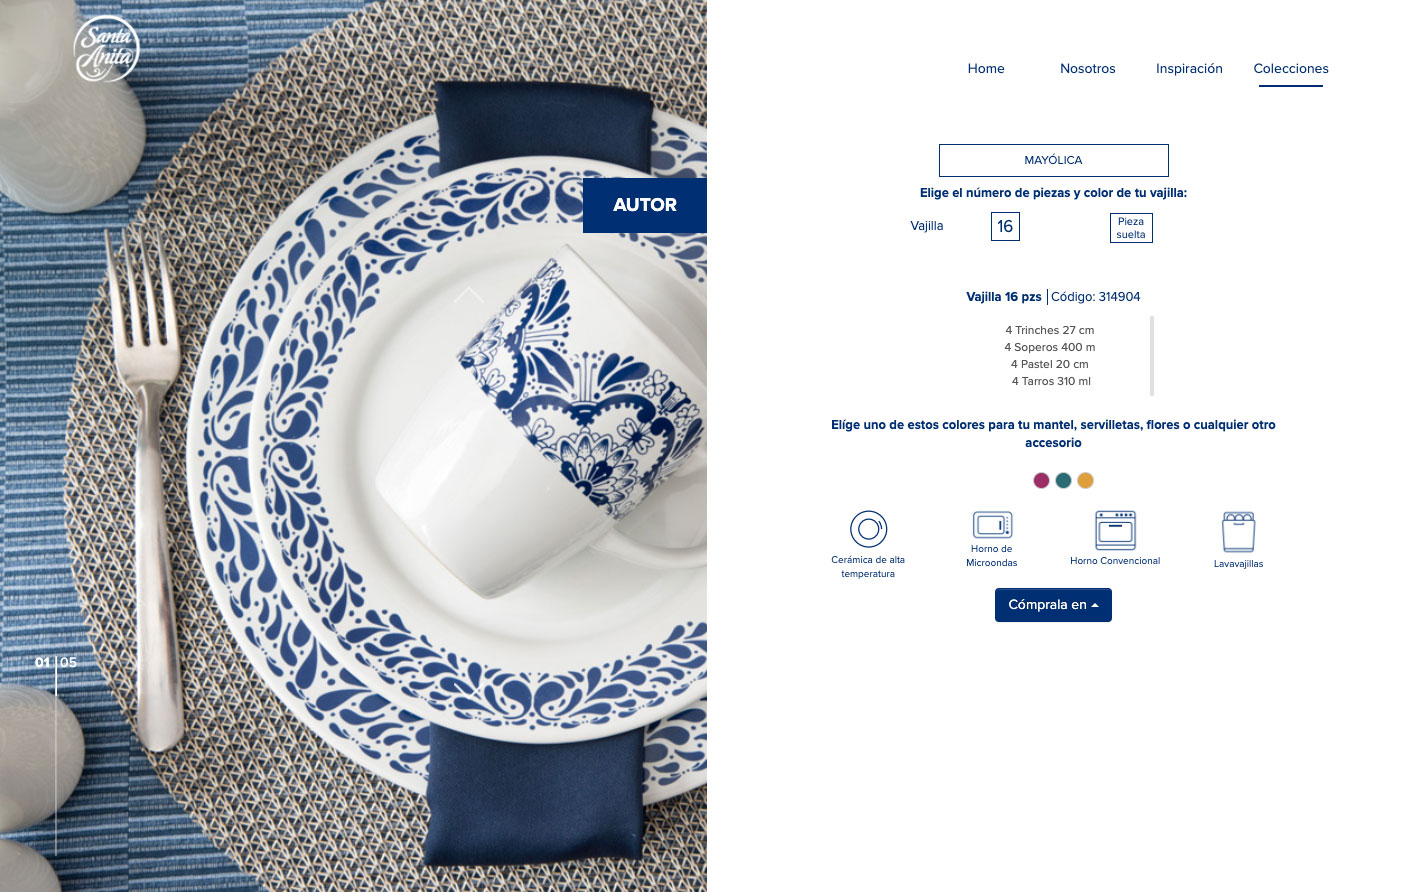 Santa
Anita
Home
Nosotros
Inspiración
Colecciones
AUTOR
MAYÓLICA
Elige el número de piezas y color de tu vajilla:
Vajilla
16
Pieza
suelta
Vajilla 16 pzs | Código: 314904
4 Trinches 27 cm
4 Soperos 400 m
4 Pastel 20 cm
4 Tarros 310 ml
Elíge uno de estos colores para tu mantel, servilletas, flores o cualquier otro
accesorio
Cerámica de alta
temperatura
Horno de
Microondas
Horno Convencional
Lavavajillas
Cómprala en
01 | 05